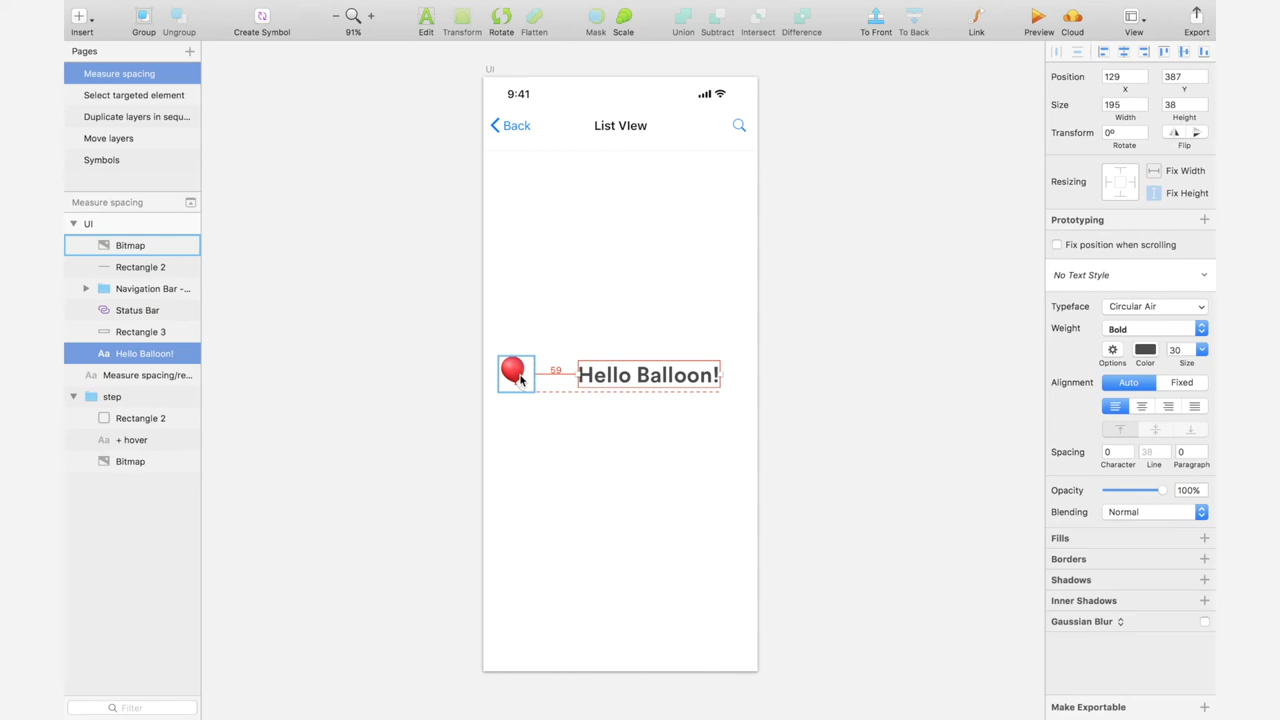 Insert
Group
Ungroup
Create Symbol
91%
Edit
Transform
Rotate
Flatten
Mask
Scale
Union
Subtract
Intersect
Difference
To Front
To Back
Link
Preview
Cloud
View
Export
Pages
Measure spacing
Select targeted element
Duplicate layers in sequ...
Move layers
Symbols
Measure spacing
UI
Bitmap
Rectangle 2
Navigation Bar -...
Status Bar
Rectangle 3
Aa Hello Balloon!
Aa Measure spacing/re...
step
Rectangle 2
Aa + hover
Bitmap
Filter
UI
9:41
Back
List VIew
59
Hello Balloon!
Position 129 387
X Y
Size 195 38
Width Height
Transform 0º
Rotate Flip
Resizing
Fix Width
Fix Height
Prototyping
Fix position when scrolling
No Text Style
Typeface Circular Air
Weight Bold
30
Options Color Size
Alignment Auto Fixed
Spacing 0 38 0
Character Line Paragraph
Opacity 100%
Blending Normal
Fills
Borders
Shadows
Inner Shadows
Gaussian Blur
Make Exportable